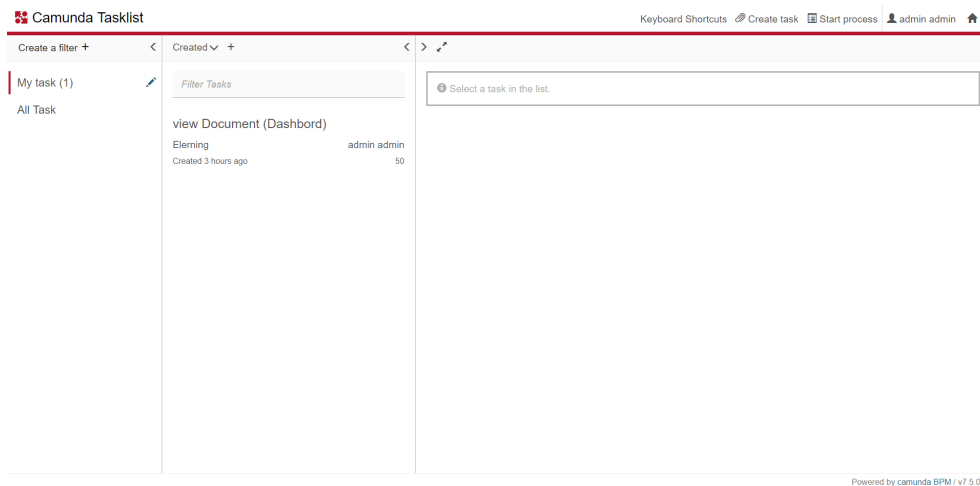 Camunda Tasklist
Keyboard Shortcuts Create task Start process admin admin
Create a filter +
Created +
My task (1)
All Task
Filter Tasks
view Document (Dashbord)
Elerning admin admin
Created 3 hours ago 50
Select a task in the list.
Powered by camunda BPM / v7.5.0